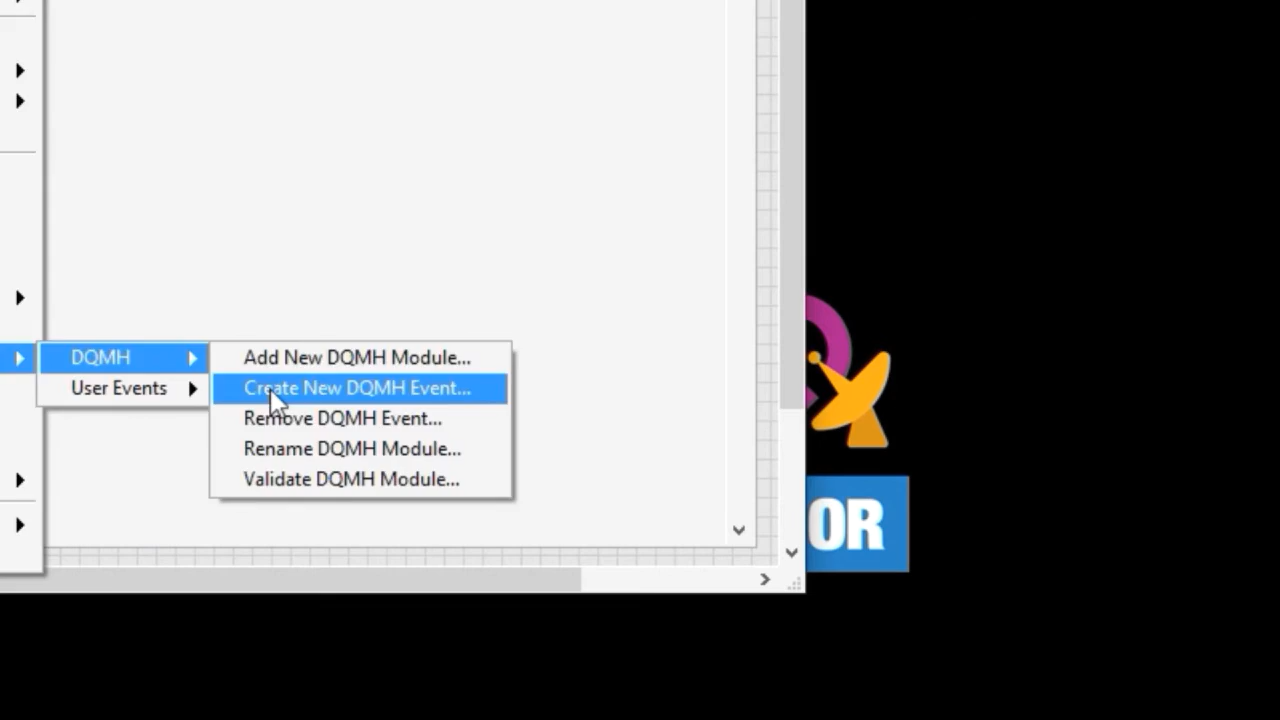 DQMH
User Events
Add New DQMH Module...
Create New DQMH Event...
Remove DQMH Event...
Rename DQMH Module...
Validate DQMH Module...
OR